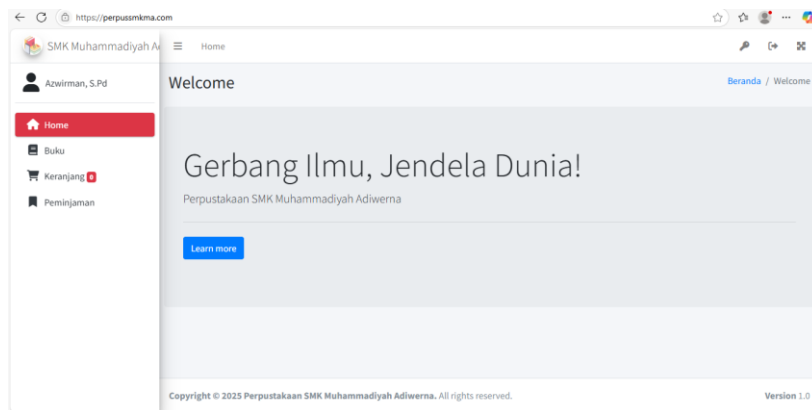 https://perpussmkma.com
SMK Muhammadiyah A
Home
Azwirman, S.Pd
Welcome
Beranda / Welcome
Home
Buku
Keranjang 6
Peminjaman
Gerbang Ilmu, Jendela Dunia!
Perpustakaan SMK Muhammadiyah Adiwerna
Learn more
Copyright © 2025 Perpustakaan SMK Muhammadiyah Adiwerna. All rights reserved.
Version 1.0